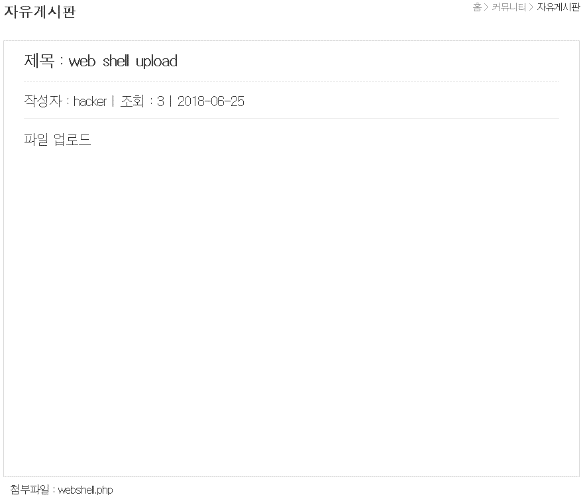 자유게시판
홈 > 커뮤니티 > 자유게시판
제목 : web shell upload
작성자 : hacker | 조회 : 3 | 2018-06-25
파일 업로드
첨부파일 : webshell.php